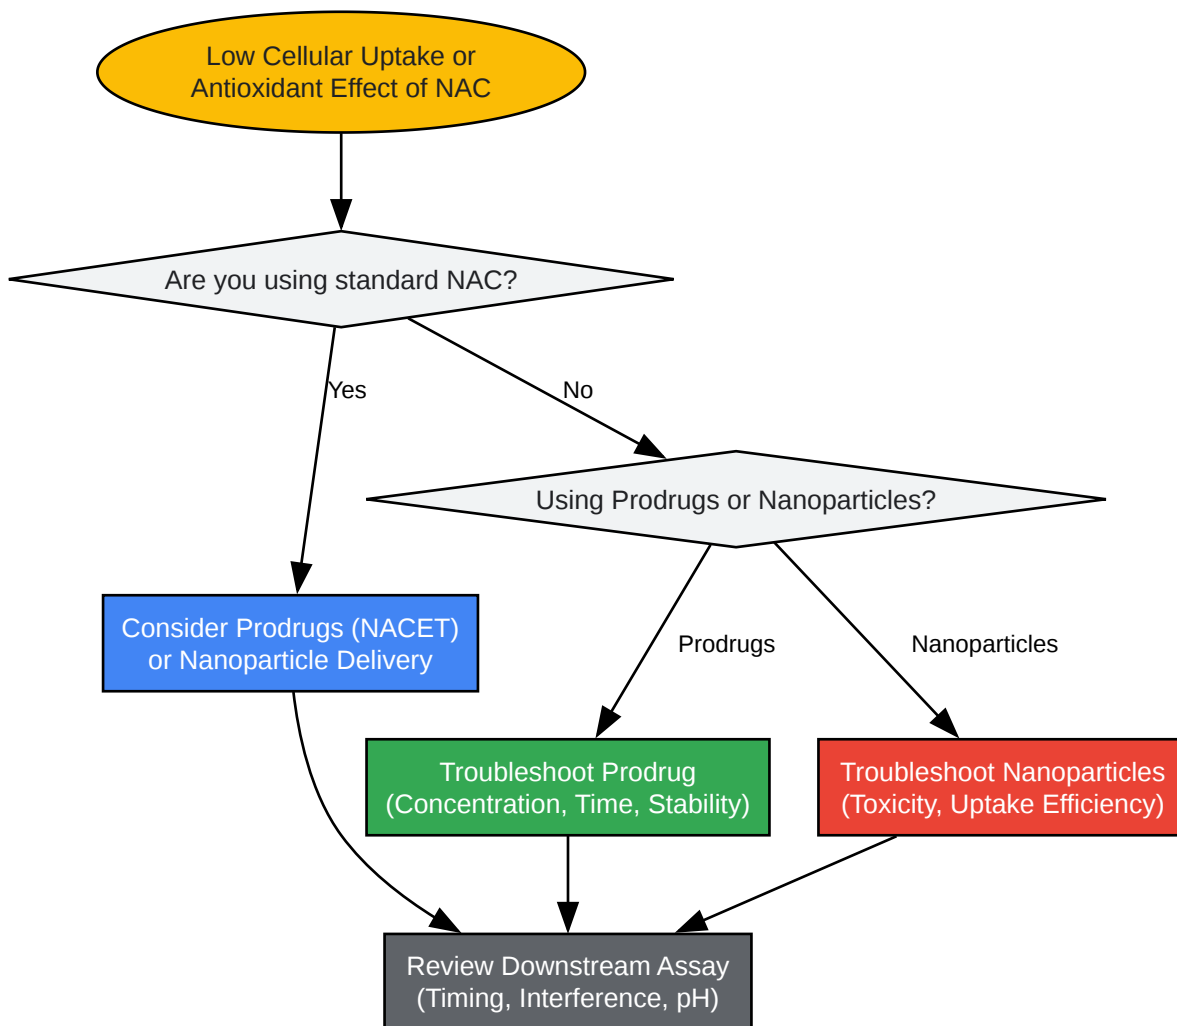 Low Cellular Uptake or
Antioxidant Effect of NAC
Are you using standard NAC?
Yes
No
Using Prodrugs or Nanoparticles?
Consider Prodrugs (NACET)
or Nanoparticle Delivery
Prodrugs
Nanoparticles
Troubleshoot Prodrug
(Concentration, Time, Stability)
Troubleshoot Nanoparticles
(Toxicity, Uptake Efficiency)
Review Downstream Assay
(Timing, Interference, pH)